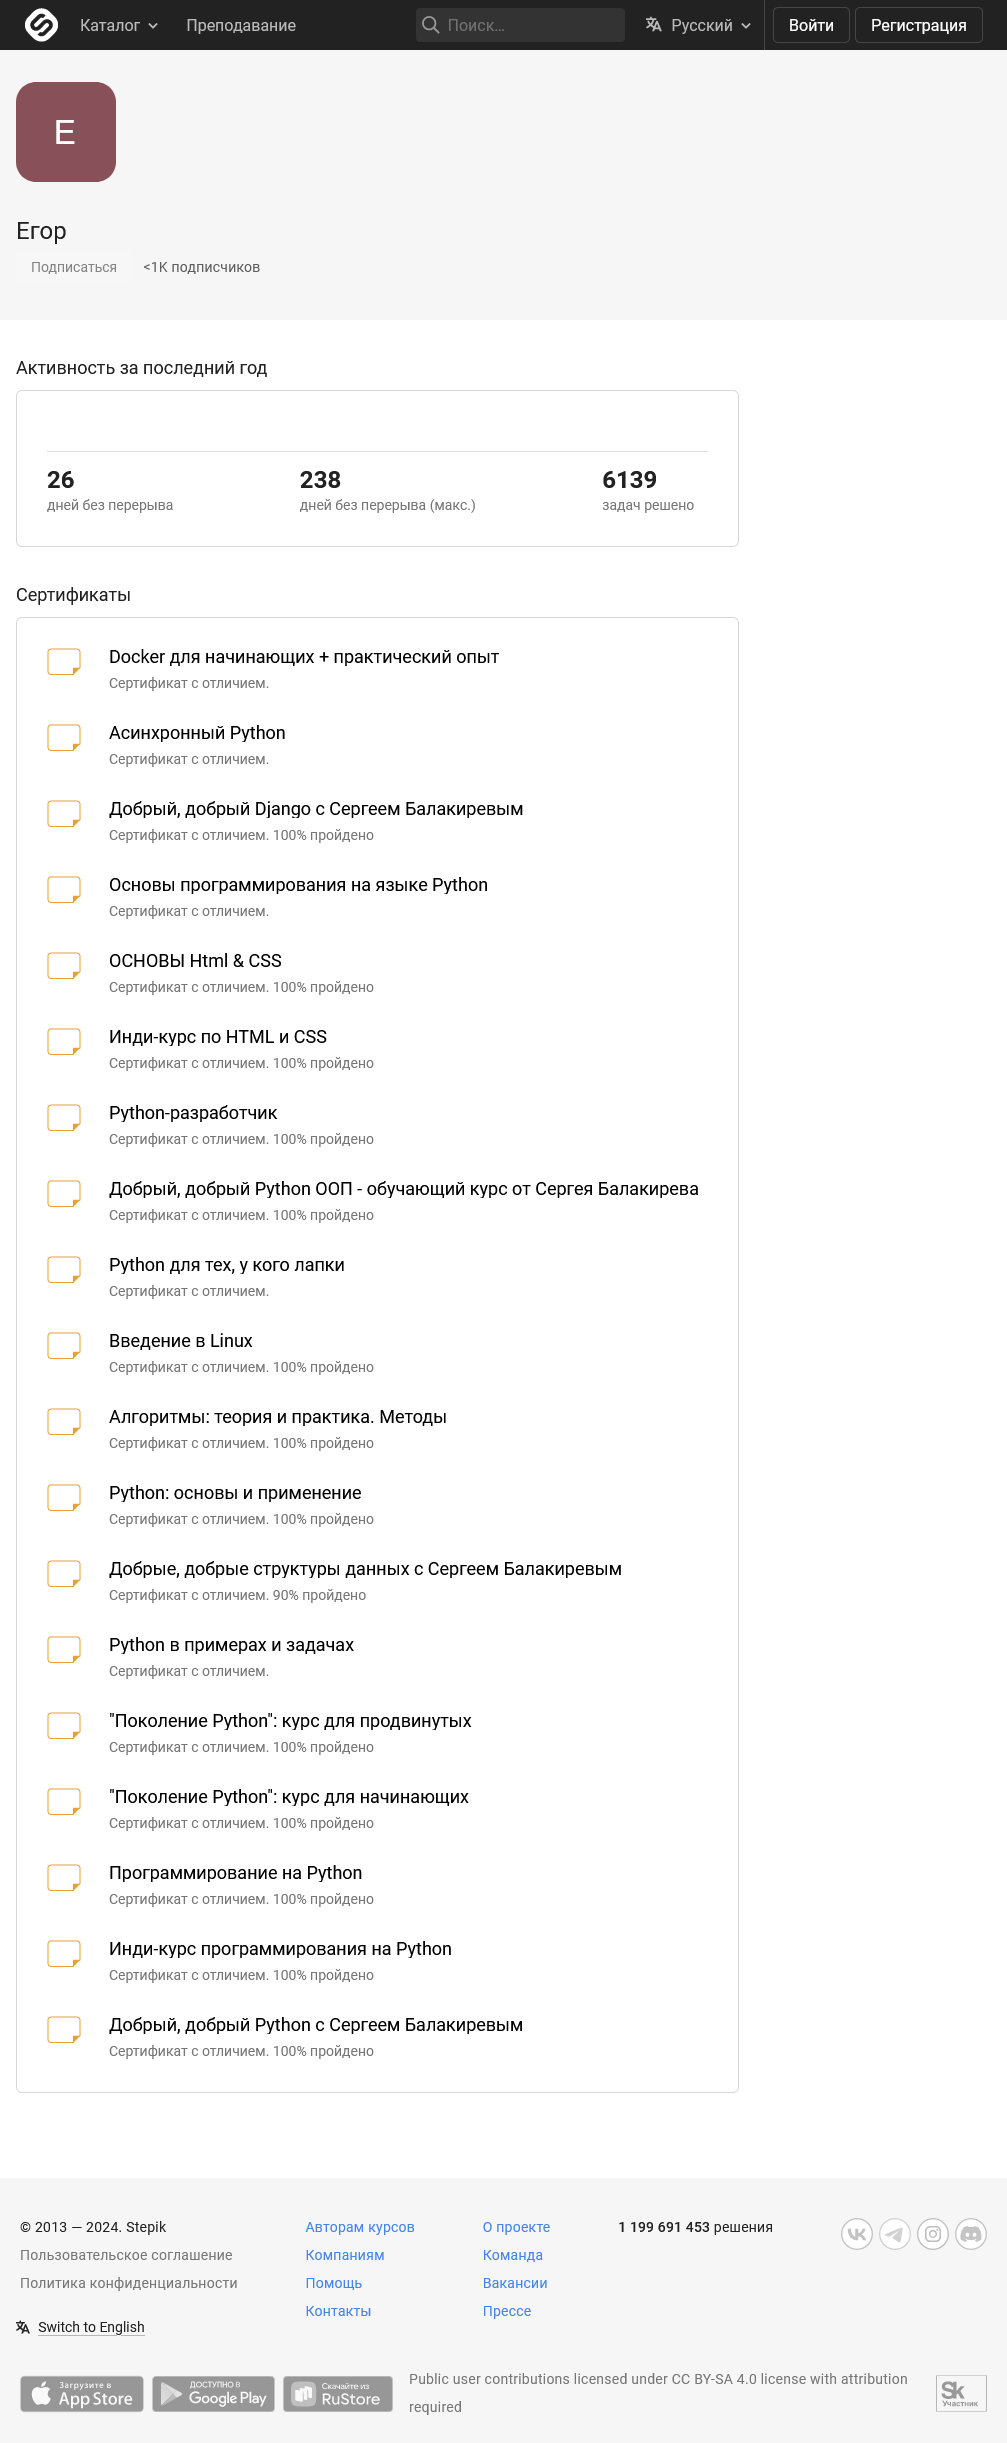 Каталог Преподавание Поиск... Русский Войти Регистрация
E
Егор
Подписаться <1K подписчиков
Активность за последний год
26 238 6139
дней без перерыва дней без перерыва (макс.) задач решено
Сертификаты
Docker для начинающих + практический опыт
Сертификат с отличием.
Асинхронный Python
Сертификат с отличием.
Добрый, добрый Django с Сергеем Балакиревым
Сертификат с отличием. 100% пройдено
Основы программирования на языке Python
Сертификат с отличием.
ОСНОВЫ Html & CSS
Сертификат с отличием. 100% пройдено
Инди-курс по HTML и CSS
Сертификат с отличием. 100% пройдено
Python-разработчик
Сертификат с отличием. 100% пройдено
Добрый, добрый Python ООП - обучающий курс от Сергея Балакирева
Сертификат с отличием. 100% пройдено
Python для тех, у кого лапки
Сертификат с отличием.
Введение в Linux
Сертификат с отличием. 100% пройдено
Алгоритмы: теория и практика. Методы
Сертификат с отличием. 100% пройдено
Python: основы и применение
Сертификат с отличием. 100% пройдено
Добрые, добрые структуры данных с Сергеем Балакиревым
Сертификат с отличием. 90% пройдено
Python в примерах и задачах
Сертификат с отличием.
"Поколение Python": курс для продвинутых
Сертификат с отличием. 100% пройдено
"Поколение Python": курс для начинающих
Сертификат с отличием. 100% пройдено
Программирование на Python
Сертификат с отличием. 100% пройдено
Инди-курс программирования на Python
Сертификат с отличием. 100% пройдено
Добрый, добрый Python с Сергеем Балакиревым
Сертификат с отличием. 100% пройдено
© 2013 — 2024. Stepik Авторам курсов О проекте 1 199 691 453 решения
Пользовательское соглашение Компаниям Команда
Политика конфиденциальности Помощь Вакансии
Контакты Прессе
Switch to English
Загрузите в App Store ДОСТУПНО В Google Play Скачайте из RuStore
Public user contributions licensed under CC BY-SA 4.0 license with attribution
required
Sk
Участник